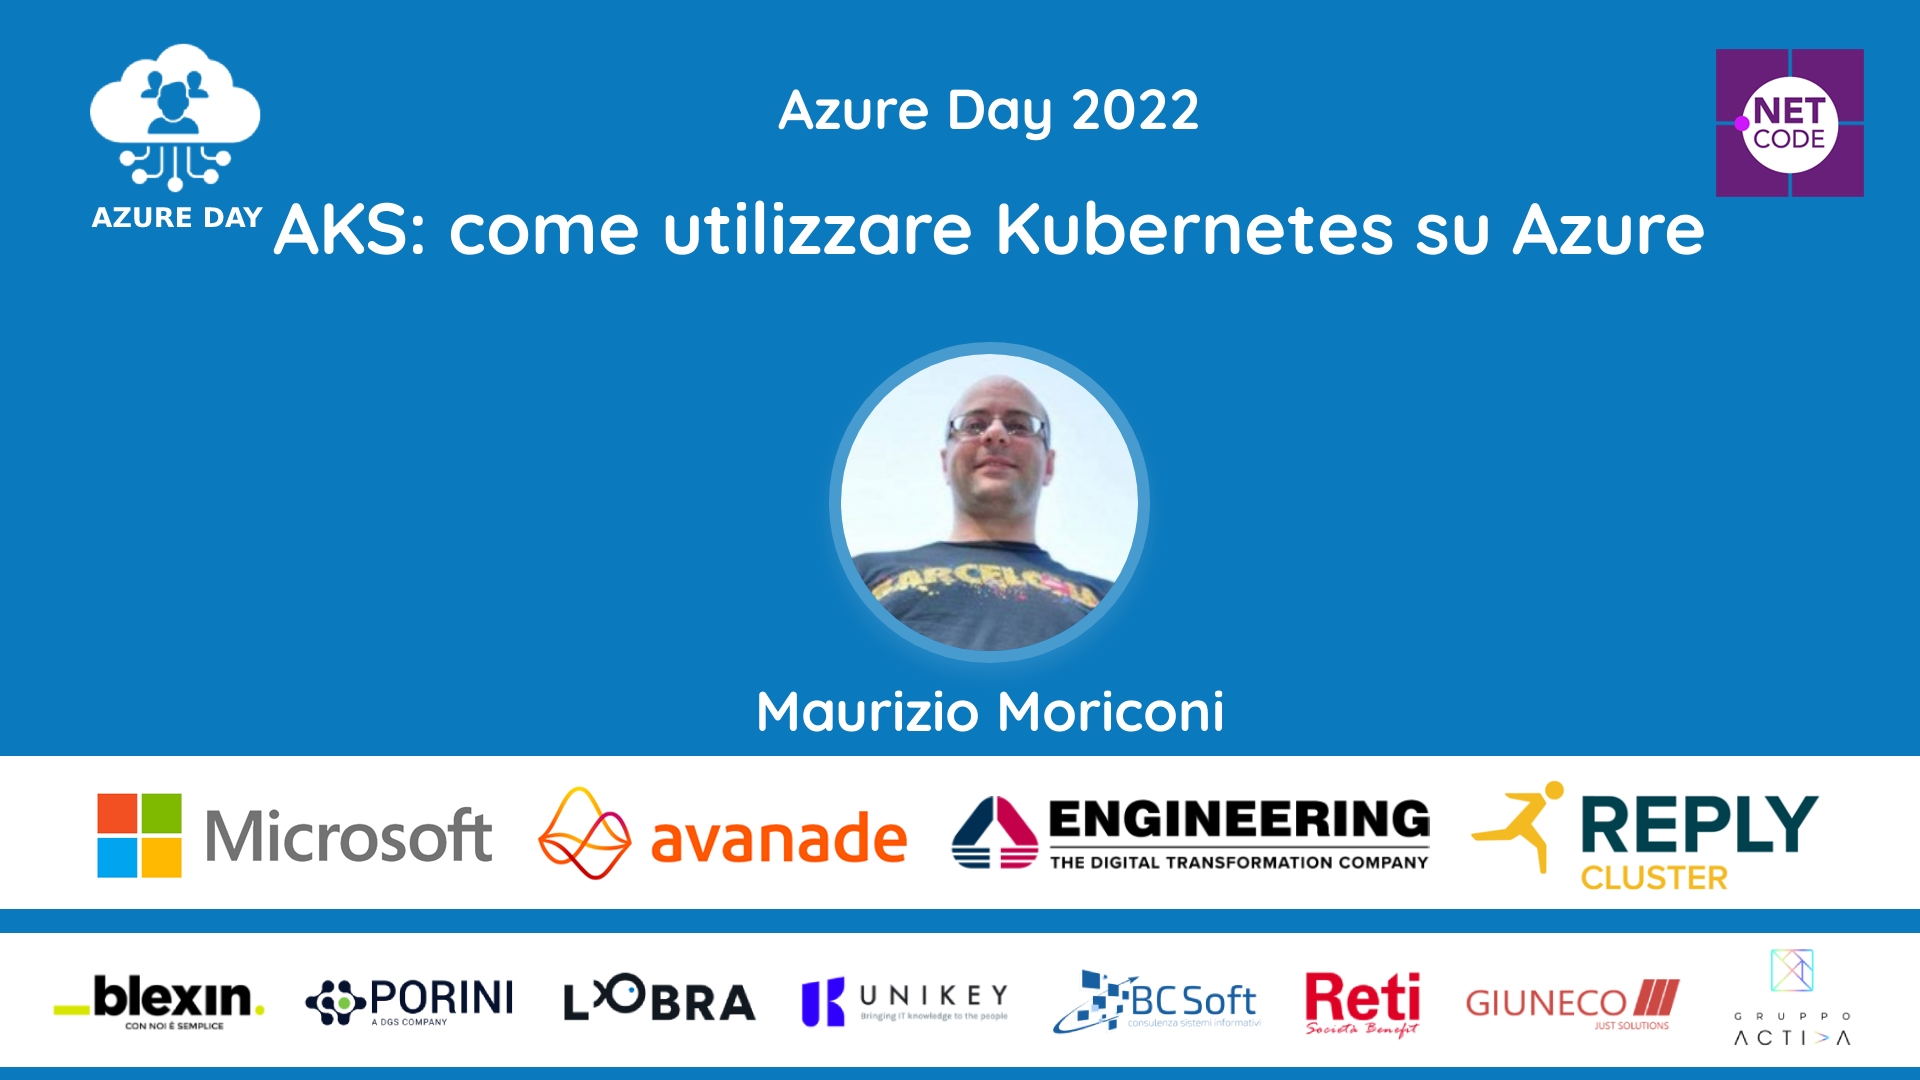 Azure Day 2022
NET
CODE
AZURE DAY
AKS: come utilizzare Kubernetes su Azure
Maurizio Moriconi
Microsoft
avanade
ENGINEERING
THE DIGITAL TRANSFORMATION COMPANY
REPLY
CLUSTER
blexin.
CON NOI È SEMPLICE
PORINI
A DGS COMPANY
LOBRA
UNIKEY
Bringing IT knowledge to the people
BC Soft
consulenza sistemi informativi
Reti
Società Benefit
GIUNECO
JUST SOLUTIONS
GRUPPO
ACTIVA